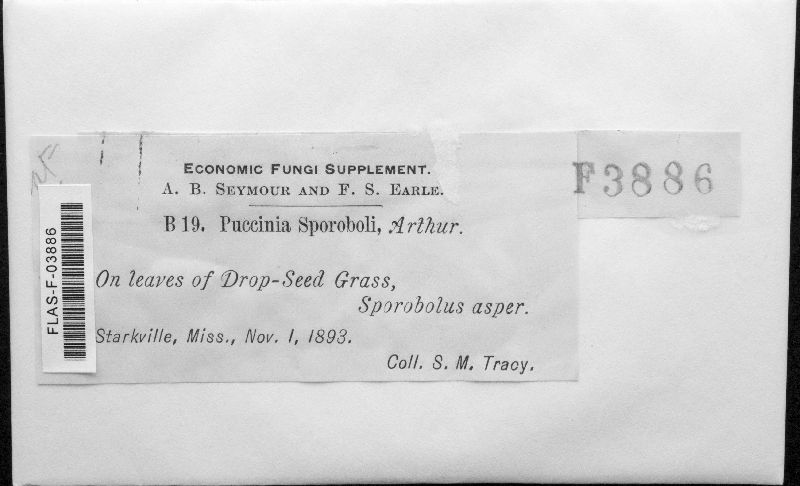 ECONOMIC FUNGI SUPPLEMENT.
A. B. SEYMOUR AND F. S. EARLE.
B 19. Puccinia Sporoboli, Arthur.
On leaves of Drop-Seed Grass,
Sporobolus asper.
Starkville, Miss., Nov. 1, 1893.
Coll. S. M. Tracy.
F3886
FLAS-F-03886